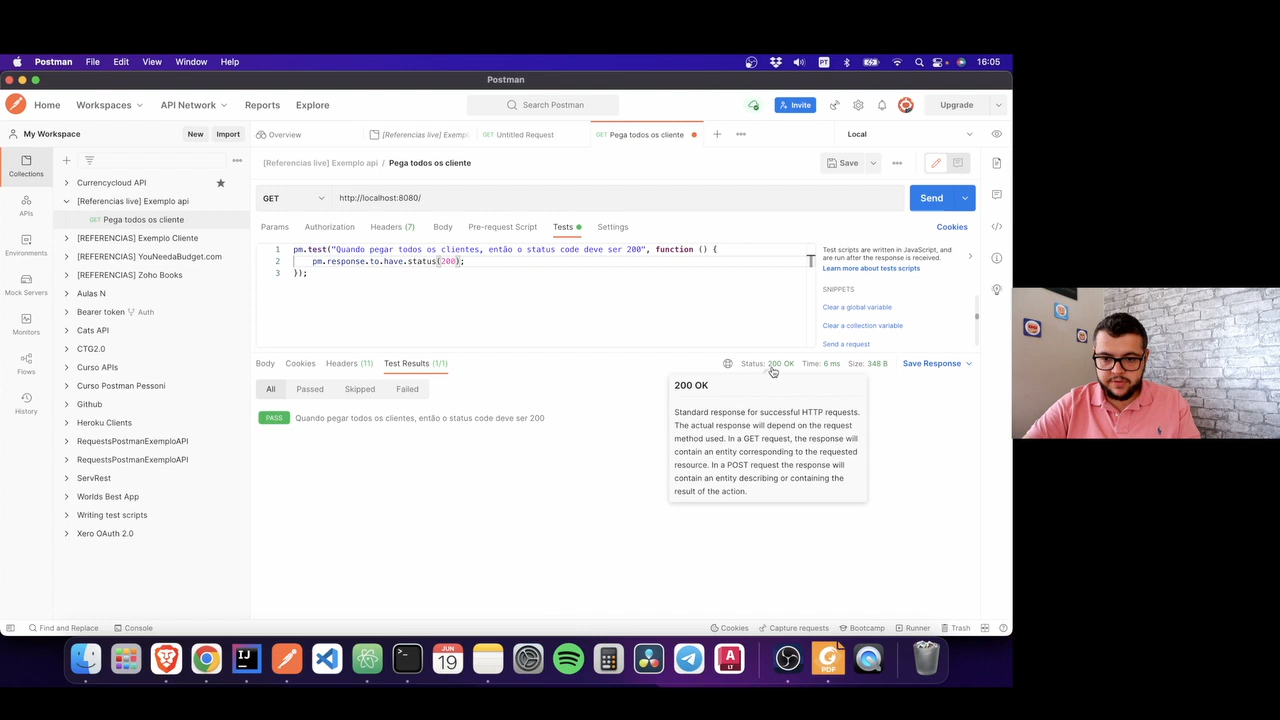 Postman File Edit View Window Help PT 16:05
Postman
Home Workspaces API Network Reports Explore Search Postman Invite Upgrade
My Workspace New Import Overview [Referencias live] Exemp GET Untitled Request GET Pega todos os cliente Local
Collections
APIs
Environments
Mock Servers
Monitors
Flows
History
Currencycloud API
[Referencias live] Exemplo api
GET Pega todos os cliente
[REFERENCIAS] Exemplo Cliente
[REFERENCIAS] YouNeedaBudget.com
[REFERENCIAS] Zoho Books
Aulas N
Bearer token Auth
Cats API
CTG2.0
Curso APIs
Curso Postman Pessoni
Github
Heroku Clients
RequestsPostmanExemploAPI
RequestsPostmanExemploAPI
ServRest
Worlds Best App
Writing test scripts
Xero OAuth 2.0
[Referencias live] Exemplo api / Pega todos os cliente Save
GET http://localhost:8080/ Send
Params Authorization Headers (7) Body Pre-request Script Tests Settings Cookies
1 pm.test("Quando pegar todos os clientes, então o status code deve ser 200", function () {
2 pm.response.to.have.status(200);
3 });
Test scripts are written in JavaScript, and
are run after the response is received.
Learn more about tests scripts
SNIPPETS
Clear a global variable
Clear a collection variable
Send a request
Body Cookies Headers (11) Test Results (1/1) Status: 200 OK Time: 6 ms Size: 348 B Save Response
All Passed Skipped Failed
PASS Quando pegar todos os clientes, então o status code deve ser 200
200 OK
Standard response for successful HTTP requests.
The actual response will depend on the request
method used. In a GET request, the response will
contain an entity corresponding to the requested
resource. In a POST request the response will
contain an entity describing or containing the
result of the action.
Find and Replace Console Cookies Capture requests Bootcamp Runner Trash
JUN
19
PDF
LT